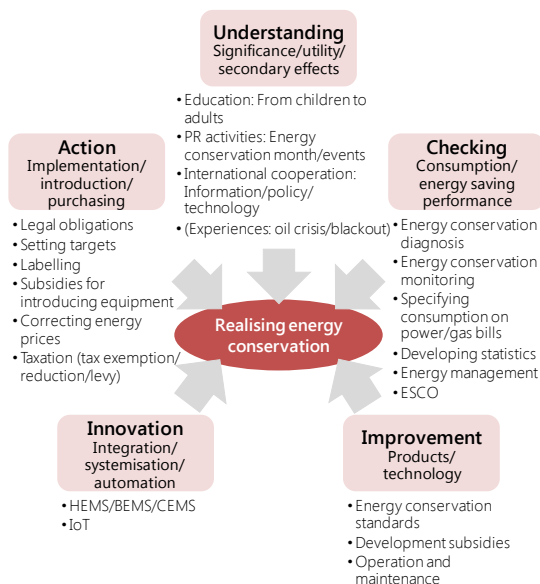 Understanding
Significance/utility/
secondary effects
• Education: From children to
adults
• PR activities: Energy
conservation month/events
• International cooperation:
Information/policy/
technology
• (Experiences: oil crisis/blackout)
Action
Implementation/
introduction/
purchasing
• Legal obligations
• Setting targets
• Labelling
• Subsidies for
introducing equipment
• Correcting energy
prices
• Taxation (tax exemption/
reduction/levy)
Checking
Consumption/
energy saving
performance
• Energy conservation
diagnosis
• Energy conservation
monitoring
• Specifying
consumption on
power/gas bills
• Developing statistics
• Energy management
• ESCO
Realising energy
conservation
Innovation
Integration/
systemisation/
automation
• HEMS/BEMS/CEMS
• IoT
Improvement
Products/
technology
• Energy conservation
standards
• Development subsidies
• Operation and
maintenance